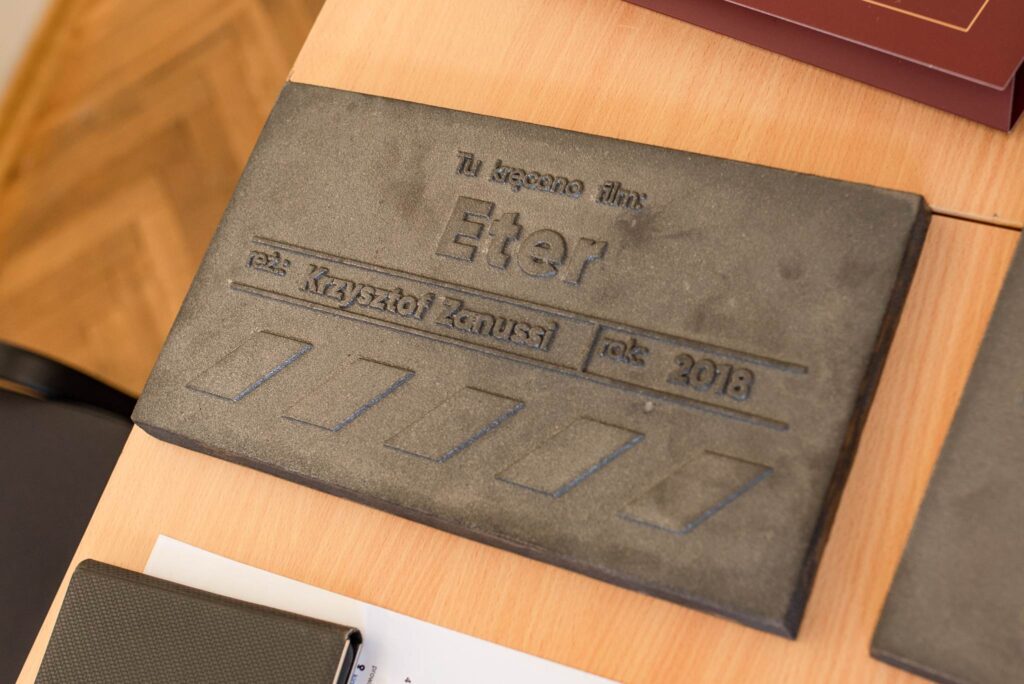 Tu kręcono film:
Eter
reż.: Krzysztof Zanussi rok: 2018